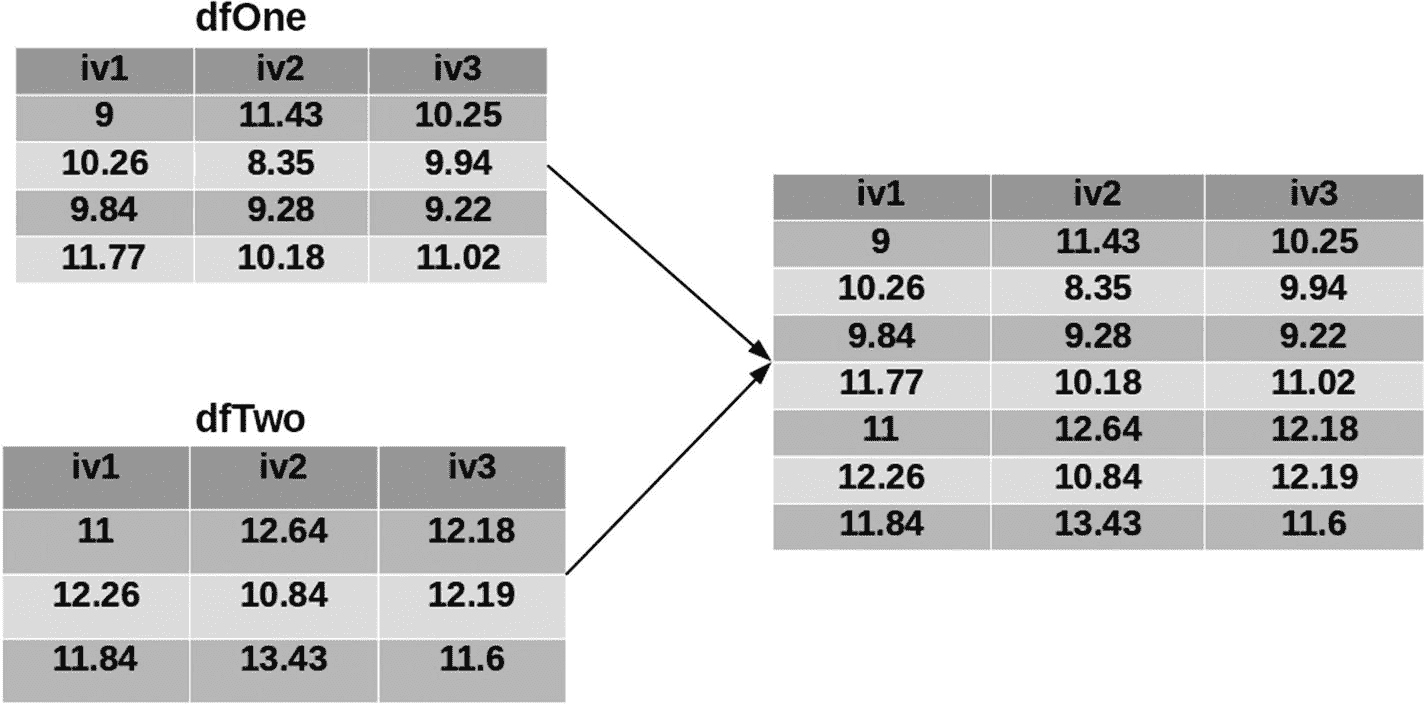 dfOne
iv1 iv2 iv3
9 11.43 10.25
10.26 8.35 9.94
9.84 9.28 9.22
11.77 10.18 11.02
dfTwo
iv1 iv2 iv3
11 12.64 12.18
12.26 10.84 12.19
11.84 13.43 11.6
iv1 iv2 iv3
9 11.43 10.25
10.26 8.35 9.94
9.84 9.28 9.22
11.77 10.18 11.02
11 12.64 12.18
12.26 10.84 12.19
11.84 13.43 11.6